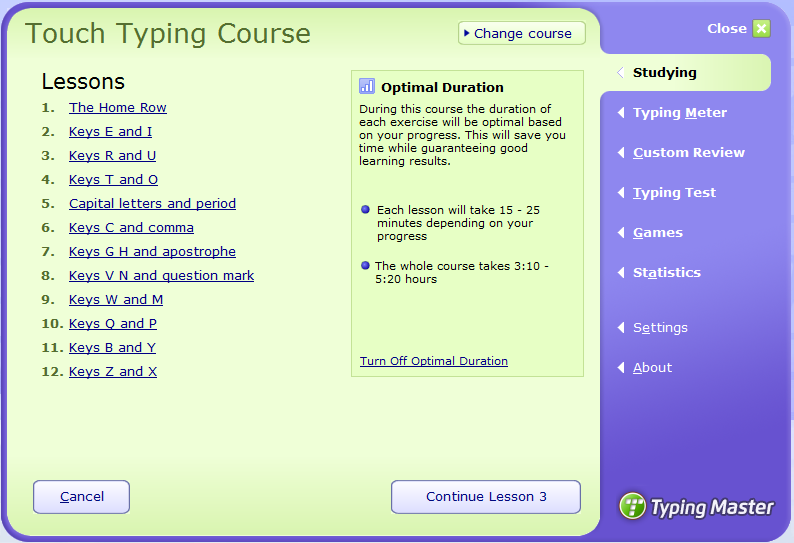 Touch Typing Course
Change course
Close
Lessons
1. The Home Row
2. Keys E and I
3. Keys R and U
4. Keys T and O
5. Capital letters and period
6. Keys C and comma
7. Keys G H and apostrophe
8. Keys V N and question mark
9. Keys W and M
10. Keys Q and P
11. Keys B and Y
12. Keys Z and X
Optimal Duration
During this course the duration of
each exercise will be optimal based
on your progress. This will save you
time while guaranteeing good
learning results.
Each lesson will take 15 - 25
minutes depending on your
progress
The whole course takes 3:10 -
5:20 hours
Turn Off Optimal Duration
Cancel
Continue Lesson 3
Studying
Typing Meter
Custom Review
Typing Test
Games
Statistics
Settings
About
Typing Master